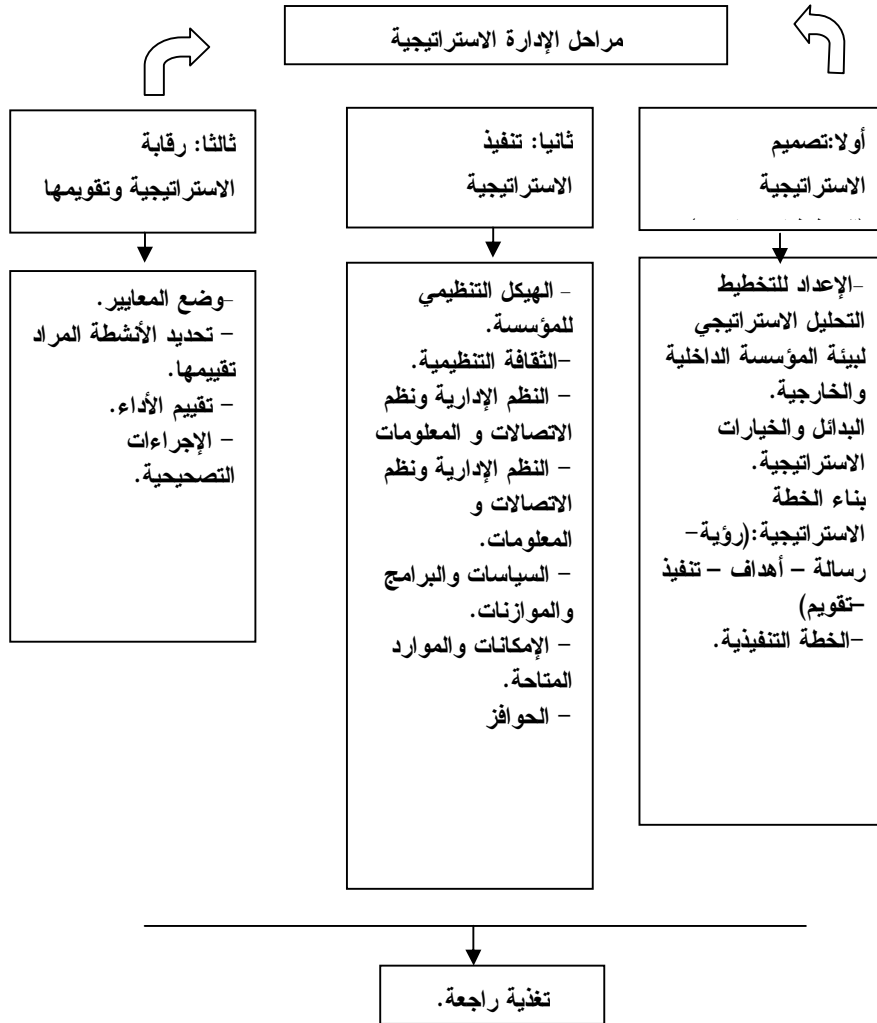 مراحل الإدارة الاستراتيجية
أولا:تصميم
الاستراتيجية
–الإعداد للتخطيط
التحليل الاستراتيجي
لبيئة المؤسسة الداخلية
والخارجية.
البدائل والخيارات
الاستراتيجية.
بناء الخطة
الاستراتيجية:(رؤية–
رسالة – أهداف – تنفيذ
–تقويم)
–الخطة التنفيذية.
ثانيا: تنفيذ
الاستراتيجية
– الهيكل التنظيمي
للمؤسسة.
–الثقافة التنظيمية.
– النظم الإدارية ونظم
الاتصالات و المعلومات
– النظم الإدارية ونظم
الاتصالات و
المعلومات.
– السياسات والبرامج
والموازنات.
– الإمكانات والموارد
المتاحة.
– الحوافز
ثالثا: رقابة
الاستراتيجية وتقويمها
–وضع المعايير.
– تحديد الأنشطة المراد
تقييمها.
– تقييم الأداء.
– الإجراءات
التصحيحية.
تغذية راجعة.